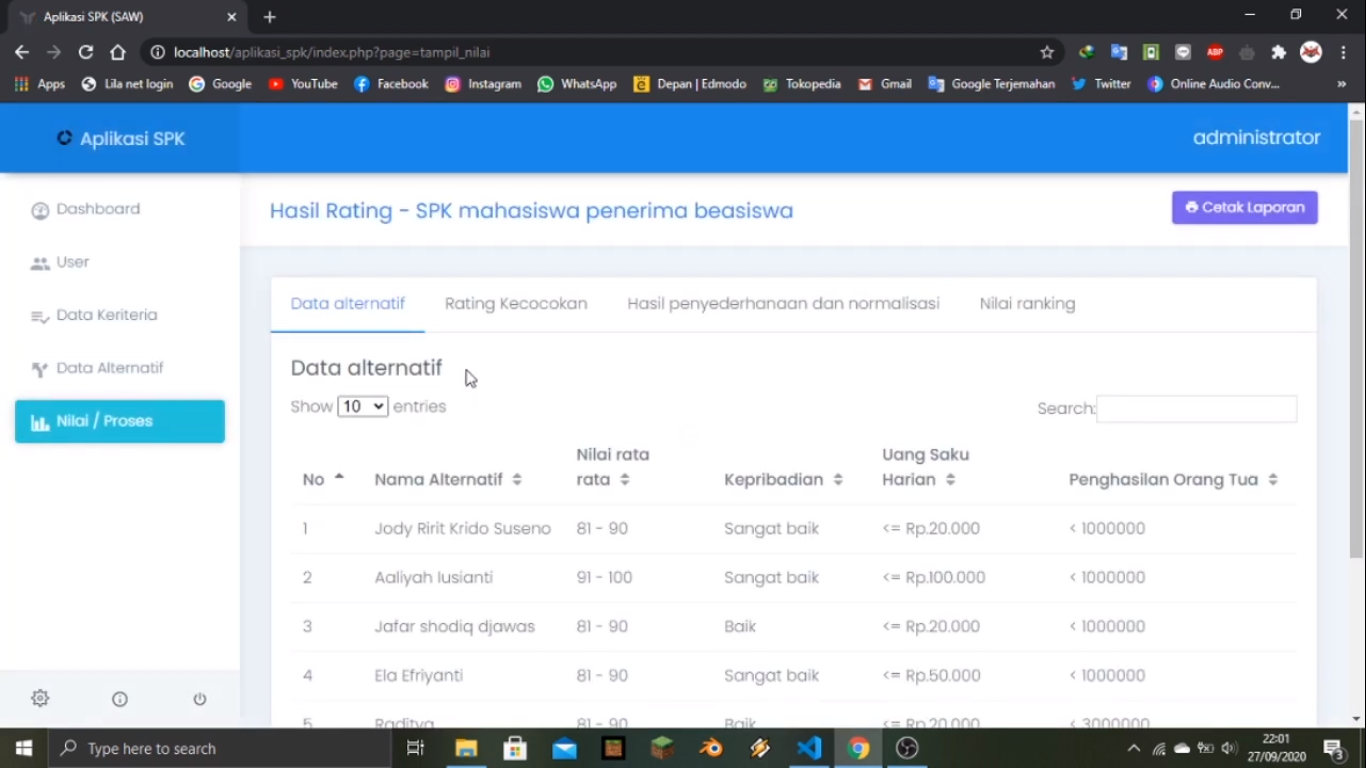 Aplikasi SPK (SAW)
localhost/aplikasi_spk/index.php?page=tampil_nilai
Apps Lila net login Google YouTube Facebook Instagram WhatsApp Depan | Edmodo Tokopedia Gmail Google Terjemahan Twitter Online Audio Conv... »
Aplikasi SPK
administrator
Dashboard
User
Data Keriteria
Data Alternatif
Nilai / Proses
Hasil Rating - SPK mahasiswa penerima beasiswa
Cetak Laporan
Data alternatif Rating Kecocokan Hasil penyederhanaan dan normalisasi Nilai ranking
Data alternatif
Show 10 entries
Search:
No Nama Alternatif Nilai rata rata Kepribadian Uang Saku Harian Penghasilan Orang Tua
1 Jody Ririt Krido Suseno 81 - 90 Sangat baik <= Rp.20.000 < 1000000
2 Aaliyah lusianti 91 - 100 Sangat baik <= Rp.100.000 < 1000000
3 Jafar shodiq djawas 81 - 90 Baik <= Rp.20.000 < 1000000
4 Ela Efriyanti 81 - 90 Sangat baik <= Rp.50.000 < 1000000
5 Raditya 81 - 90 Baik <= Rp.20.000 < 3000000
Type here to search
22:01
27/09/2020
3